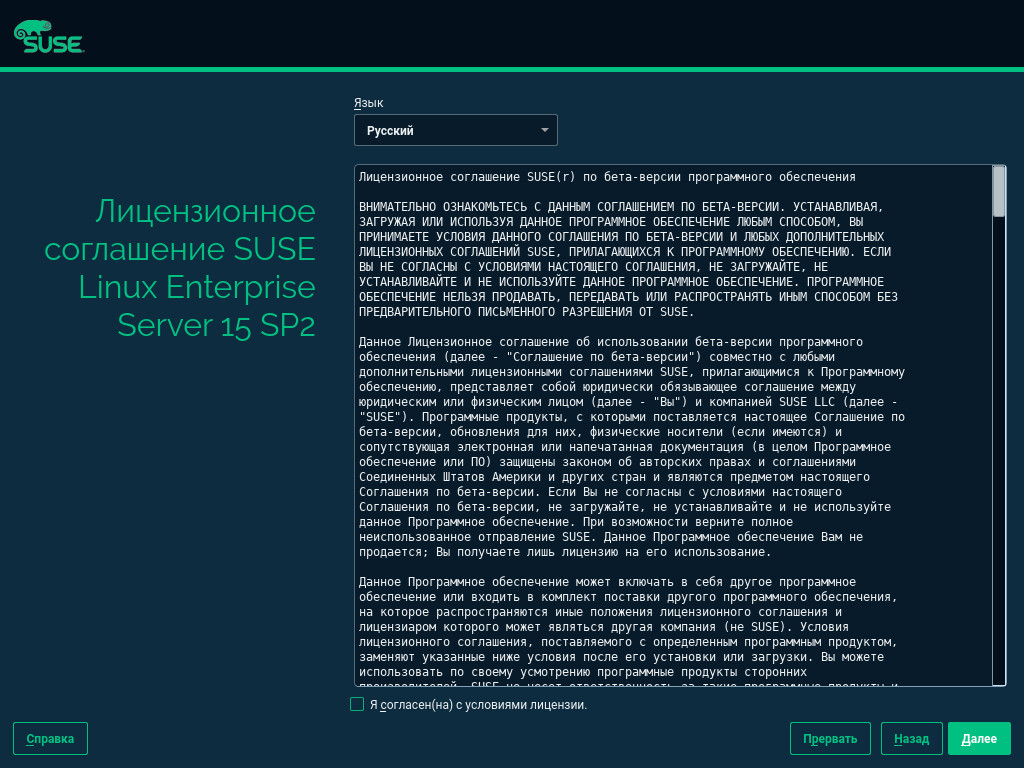 SUSE
Язык
Русский
Лицензионное
соглашение SUSE
Linux Enterprise
Server 15 SP2
Лицензионное соглашение SUSE(r) по бета-версии программного обеспечения
ВНИМАТЕЛЬНО ОЗНАКОМЬТЕСЬ С ДАННЫМ СОГЛАШЕНИЕМ ПО БЕТА-ВЕРСИИ. УСТАНАВЛИВАЯ,
ЗАГРУЖАЯ ИЛИ ИСПОЛЬЗУЯ ДАННОЕ ПРОГРАММНОЕ ОБЕСПЕЧЕНИЕ ЛЮБЫМ СПОСОБОМ, ВЫ
ПРИНИМАЕТЕ УСЛОВИЯ ДАННОГО СОГЛАШЕНИЯ ПО БЕТА-ВЕРСИИ И ЛЮБЫХ ДОПОЛНИТЕЛЬНЫХ
ЛИЦЕНЗИОННЫХ СОГЛАШЕНИЙ SUSE, ПРИЛАГАЮЩИХСЯ К ПРОГРАММНОМУ ОБЕСПЕЧЕНИЮ. ЕСЛИ
ВЫ НЕ СОГЛАСНЫ С УСЛОВИЯМИ НАСТОЯЩЕГО СОГЛАШЕНИЯ, НЕ ЗАГРУЖАЙТЕ, НЕ
УСТАНАВЛИВАЙТЕ И НЕ ИСПОЛЬЗУЙТЕ ДАННОЕ ПРОГРАММНОЕ ОБЕСПЕЧЕНИЕ. ПРОГРАММНОЕ
ОБЕСПЕЧЕНИЕ НЕЛЬЗЯ ПРОДАВАТЬ, ПЕРЕДАВАТЬ ИЛИ РАСПРОСТРАНЯТЬ ИНЫМ СПОСОБОМ БЕЗ
ПРЕДВАРИТЕЛЬНОГО ПИСЬМЕННОГО РАЗРЕШЕНИЯ ОТ SUSE.
Данное Лицензионное соглашение об использовании бета-версии программного
обеспечения (далее - "Соглашение по бета-версии") совместно с любыми
дополнительными лицензионными соглашениями SUSE, прилагающимися к Программному
обеспечению, представляет собой юридически обязывающее соглашение между
юридическим или физическим лицом (далее - "Вы") и компанией SUSE LLC (далее -
"SUSE"). Программные продукты, с которыми поставляется настоящее Соглашение по
бета-версии, обновления для них, физические носители (если имеются) и
сопутствующая электронная или напечатанная документация (в целом Программное
обеспечение или ПО) защищены законом об авторских правах и соглашениями
Соединенных Штатов Америки и других стран и являются предметом настоящего
Соглашения по бета-версии. Если Вы не согласны с условиями настоящего
Соглашения по бета-версии, не загружайте, не устанавливайте и не используйте
данное Программное обеспечение. При возможности верните полное
неиспользованное отправление SUSE. Данное Программное обеспечение Вам не
продается; Вы получаете лишь лицензию на его использование.
Данное Программное обеспечение может включать в себя другое программное
обеспечение или входить в комплект поставки другого программного обеспечения,
на которое распространяются иные положения лицензионного соглашения и
лицензиаром которого может являться другая компания (не SUSE). Условия
лицензионного соглашения, поставляемого с определенным программным продуктом,
заменяют указанные ниже условия после его установки или загрузки. Вы можете
использовать по своему усмотрению программные продукты сторонних
производителей. SUSE не несет ответственность за такие программные продукты и
Я согласен(на) с условиями лицензии.
Справка
Прервать
Назад
Далее